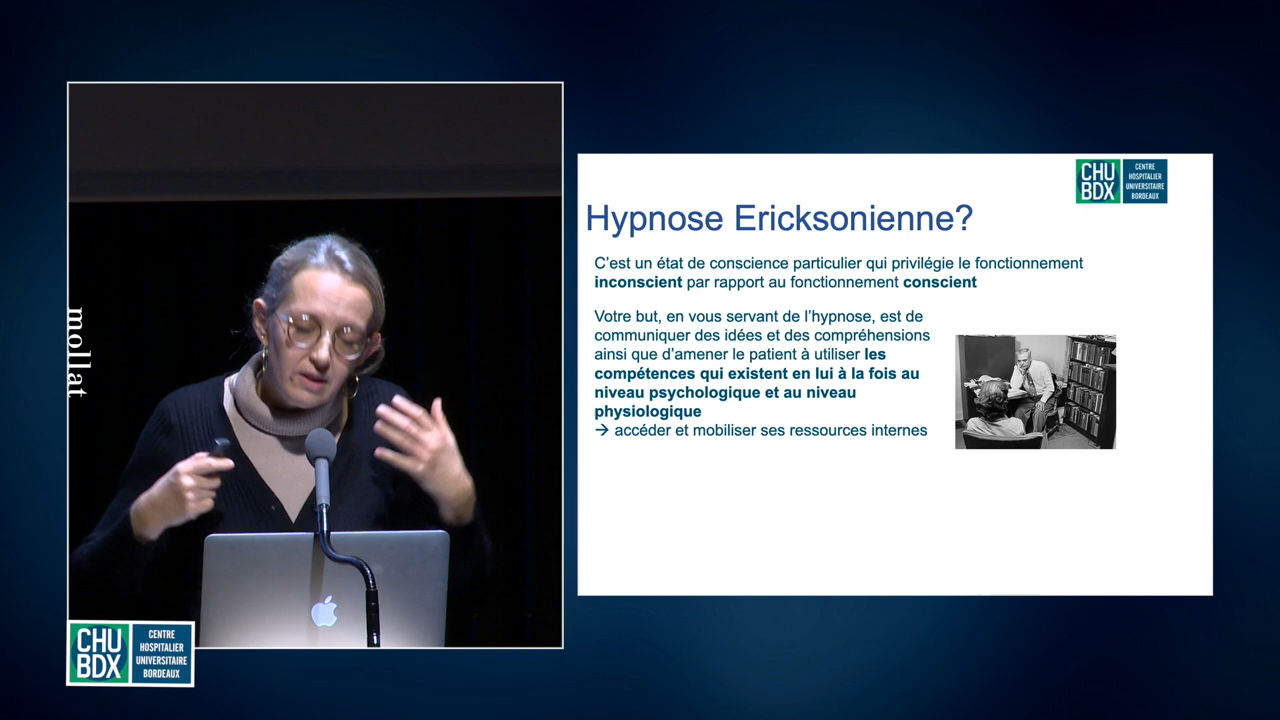 mollat
CHU
BDX
CENTRE
HOSPITALIER
UNIVERSITAIRE
BORDEAUX
CHU
BDX
CENTRE
HOSPITALIER
UNIVERSITAIRE
BORDEAUX
Hypnose Ericksonienne?
C'est un état de conscience particulier qui privilégie le fonctionnement
inconscient par rapport au fonctionnement conscient
Votre but, en vous servant de l'hypnose, est de
communiquer des idées et des compréhensions
ainsi que d'amener le patient à utiliser les
compétences qui existent en lui à la fois au
niveau psychologique et au niveau
physiologique
→ accéder et mobiliser ses ressources internes